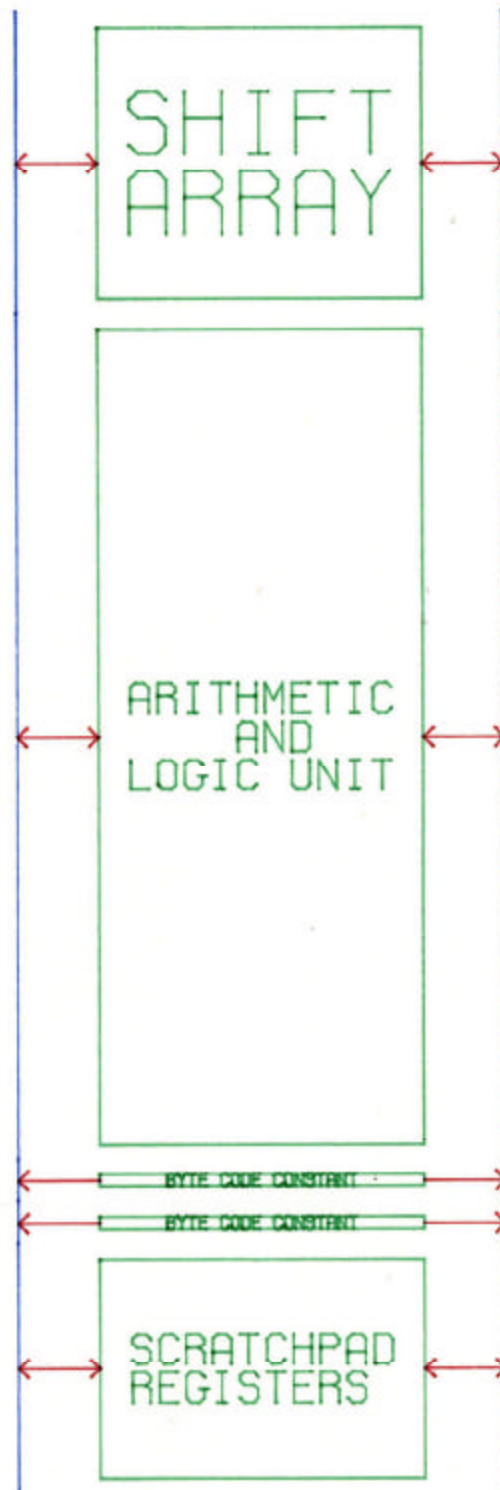 SHIFT
ARRAY
ARITHMETIC
AND
LOGIC UNIT
BYTE CODE CONSTANT
BYTE CODE CONSTANT
SCRATCHPAD
REGISTERS